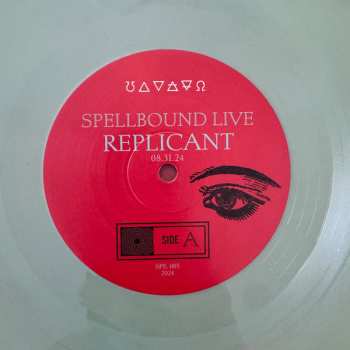 SPELLBOUND LIVE
REPLICANT
08.31.24
SIDE A
2024